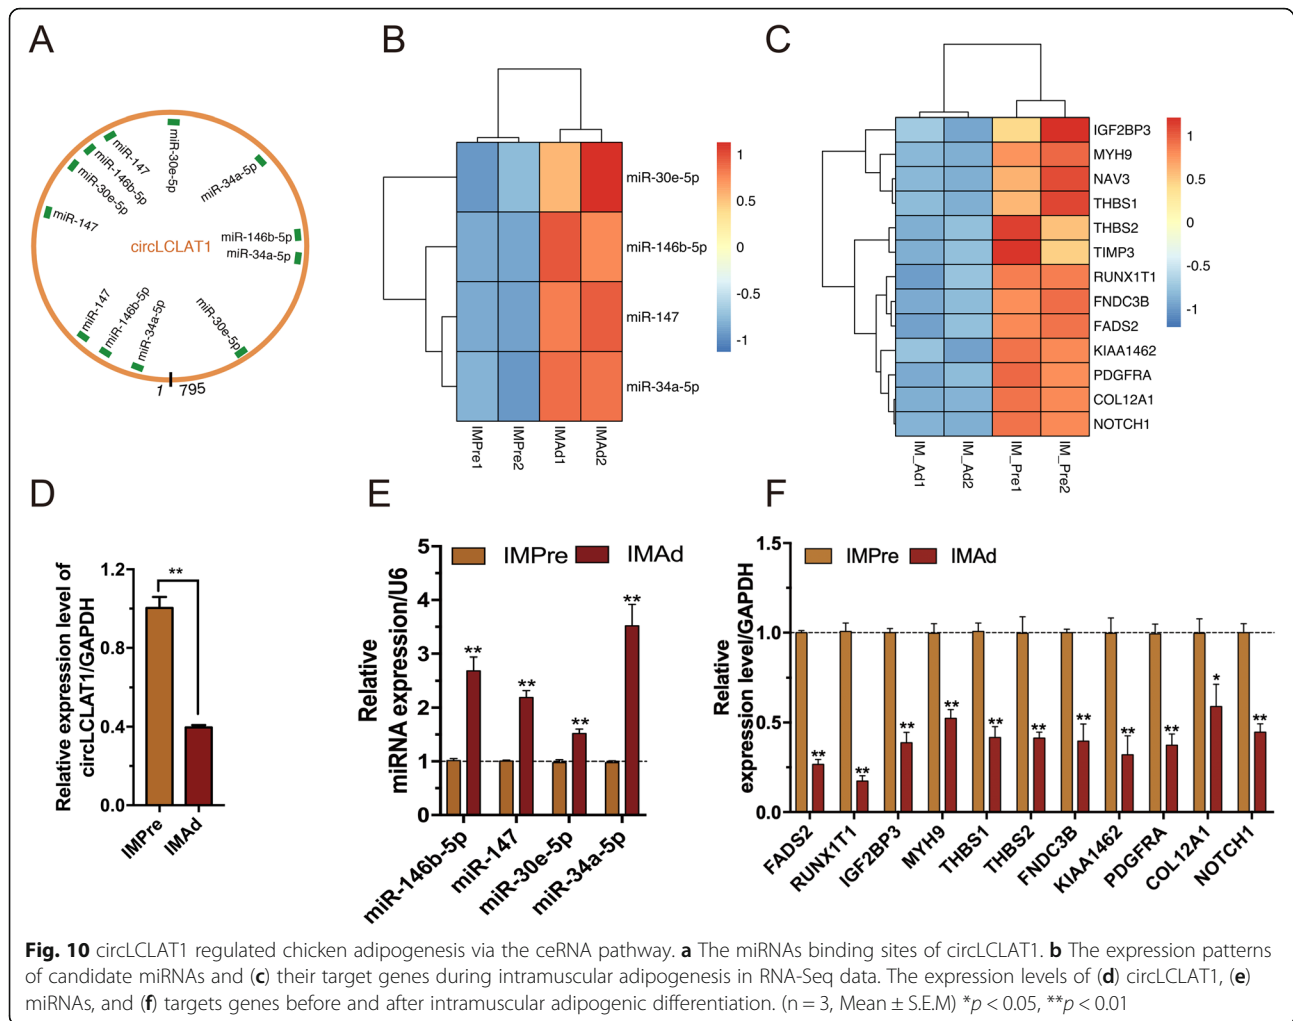 A
miR-30e-5p
miR-147
miR-146b-5p
miR-30e-5p
miR-34a-5p
miR-147
circLCLAT1
miR-146b-5p
miR-34a-5p
miR-147
miR-146b-5p
miR-34a-5p
miR-30e-5p
1 795
B
miR-30e-5p
miR-146b-5p
miR-147
miR-34a-5p
IMPre1
IMPre2
IMAd1
IMAd2
1
0.5
0
-0.5
-1
C
IGF2BP3
MYH9
NAV3
THBS1
THBS2
TIMP3
RUNX1T1
FNDC3B
FADS2
KIAA1462
PDGFRA
COL12A1
NOTCH1
IM_Ad1
IM_Ad2
IM_Pre1
IM_Pre2
1
0.5
0
-0.5
-1
D
Relative expression level of
circLCLAT1/GAPDH
1.2
0.8
0.4
0.0
**
IMPre
IMAd
E
IMPre IMAd
Relative
miRNA expression/U6
5
4
3
2
1
0
**
**
**
**
miR-146b-5p
miR-147
miR-30e-5p
miR-34a-5p
F
IMPre IMAd
Relative
expression level/GAPDH
1.5
1.0
0.5
0.0
**
**
**
**
**
**
**
**
**
*
**
FADS2
RUNX1T1
IGF2BP3
MYH9
THBS1
THBS2
FNDC3B
KIAA1462
PDGFRA
COL12A1
NOTCH1
Fig. 10 circLCLAT1 regulated chicken adipogenesis via the ceRNA pathway. a The miRNAs binding sites of circLCLAT1. b The expression patterns
of candidate miRNAs and (c) their target genes during intramuscular adipogenesis in RNA-Seq data. The expression levels of (d) circLCLAT1, (e)
miRNAs, and (f) targets genes before and after intramuscular adipogenic differentiation. (n = 3, Mean ± S.E.M) *p < 0.05, **p < 0.01